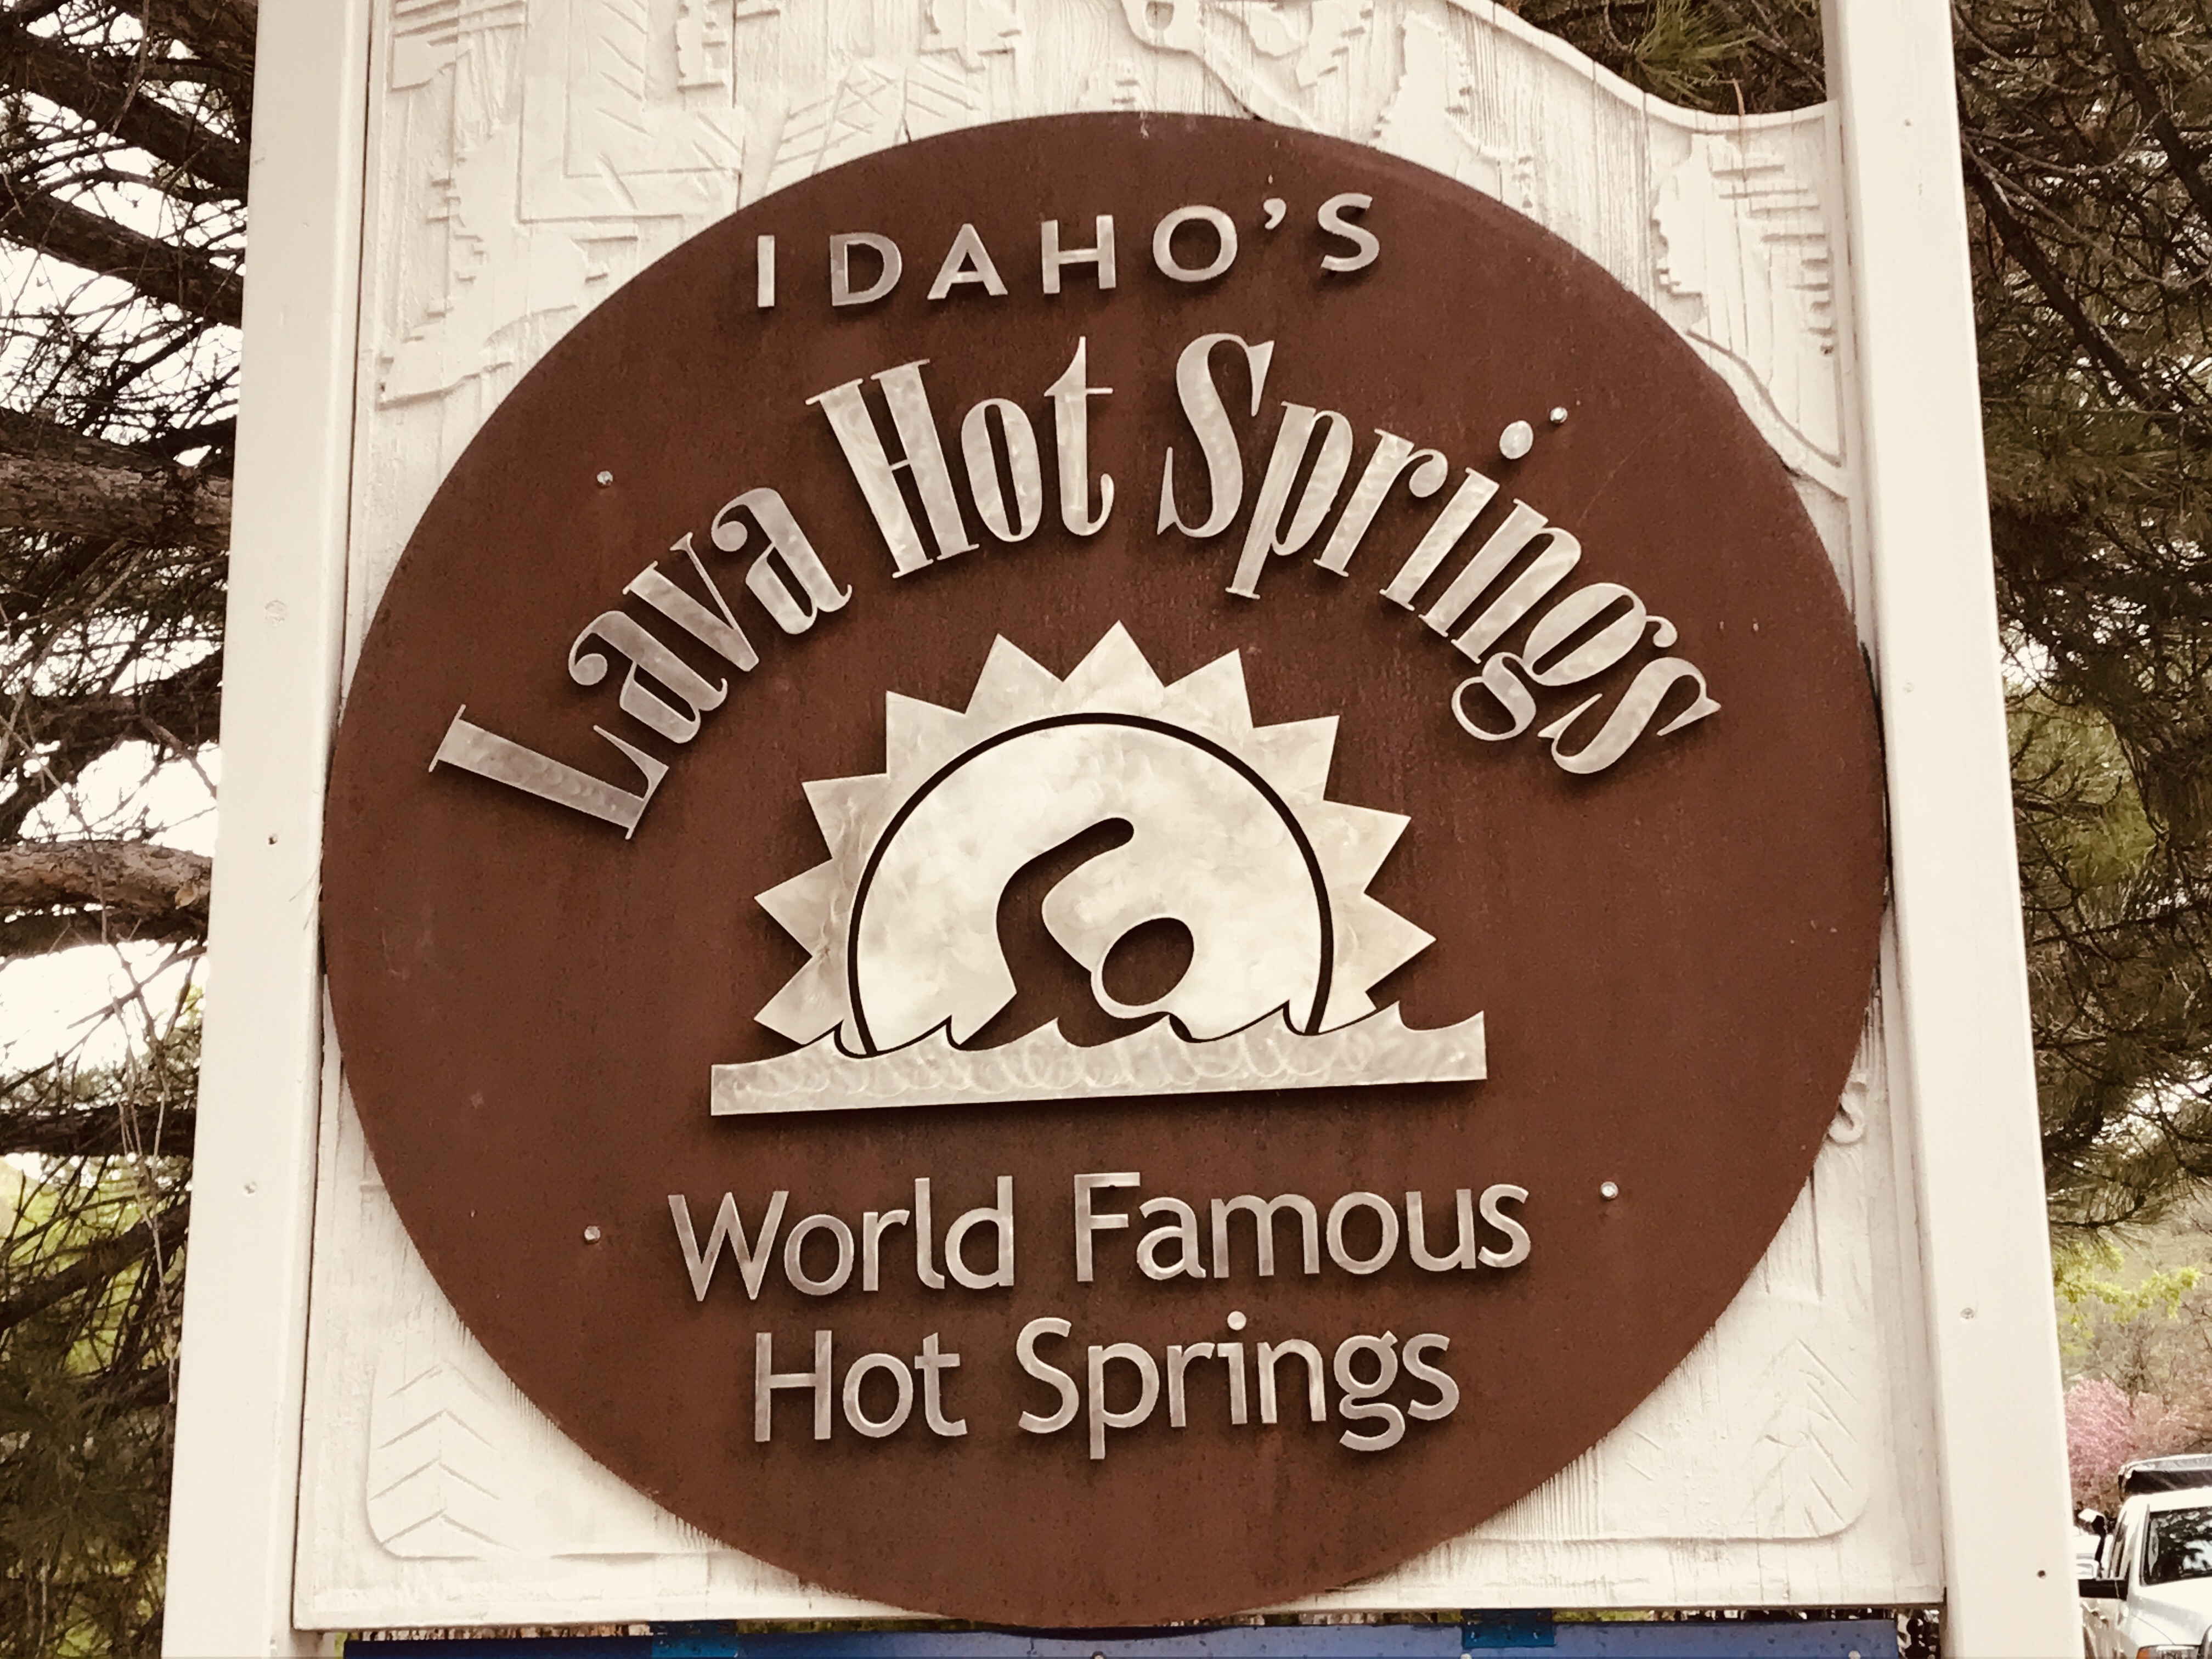 IDAHO'S
Lava Hot Springs
World Famous
Hot Springs